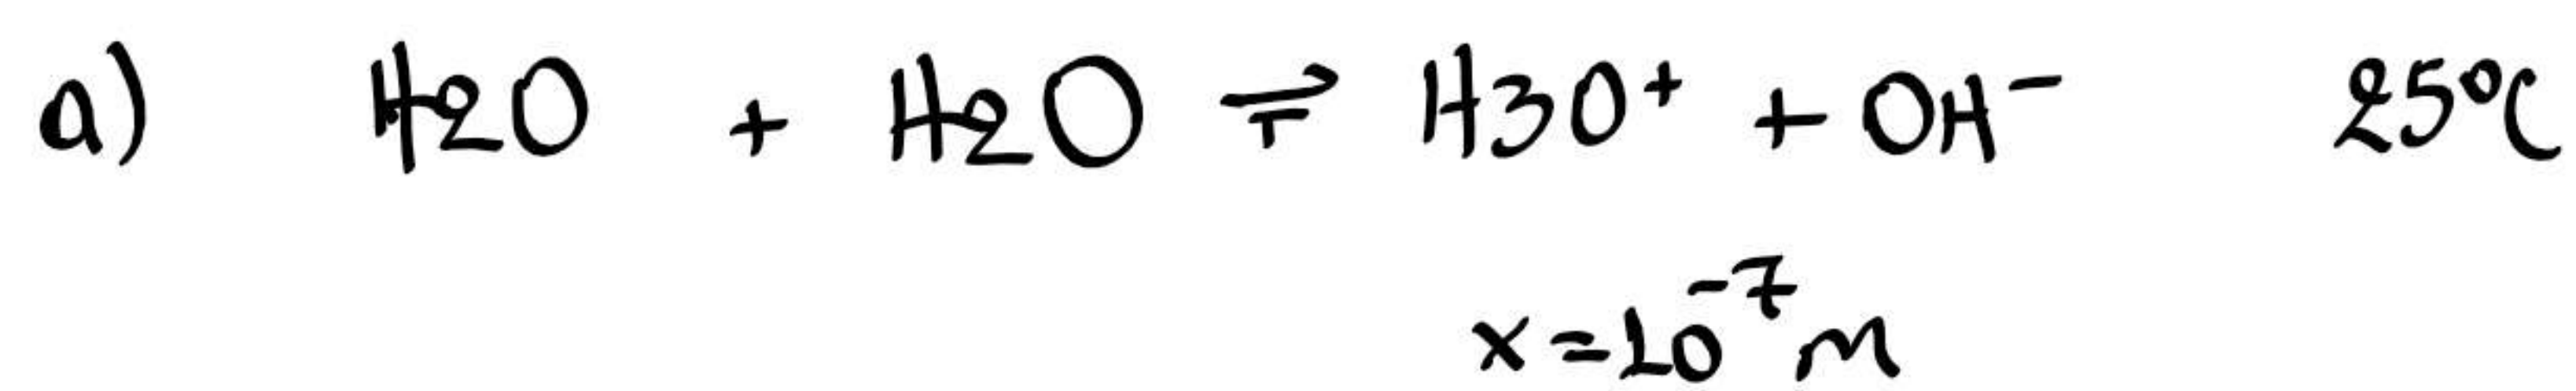 a) H2O + H2O ⇌ H3O⁺ + OH⁻ 25°C
x = 10⁻⁷ M